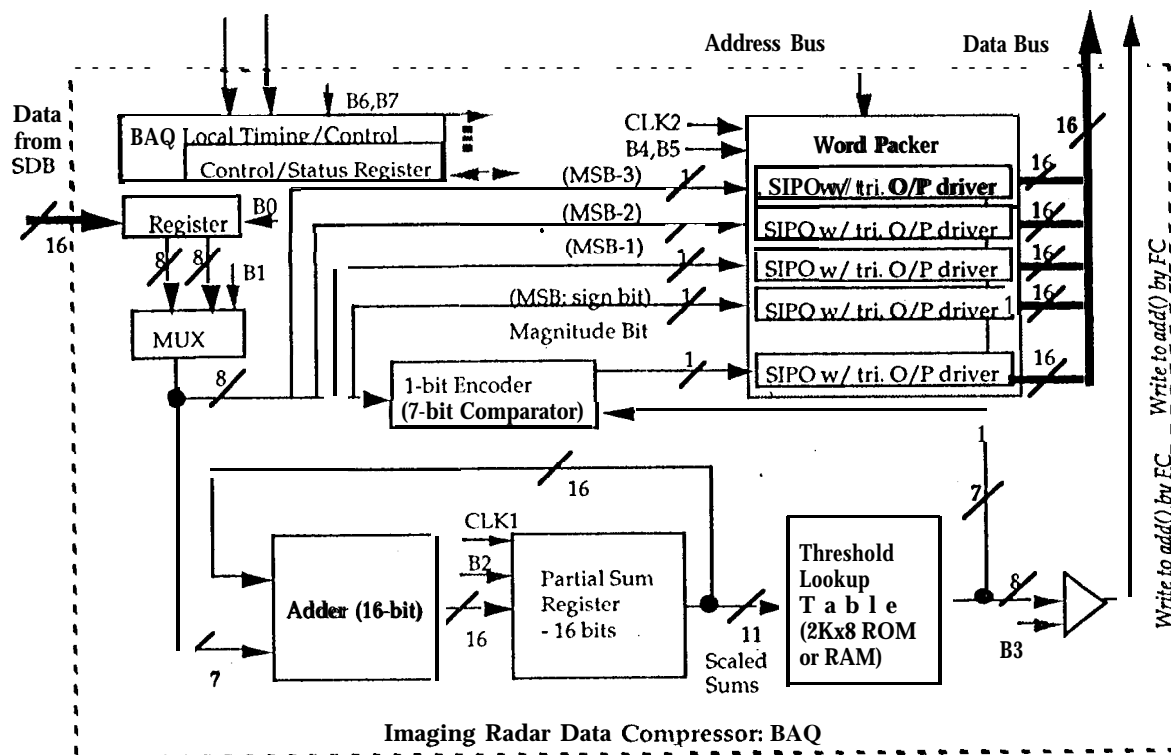 Address Bus
Data Bus
Data
from
SDB
B6,B7
BAQ Local Timing/Control
Control/Status Register
16
Register
B0
8
8
B1
MUX
8
CLK2
B4,B5
Word Packer
(MSB-3)
1
SIPO w/ tri. O/P driver
16
16
(MSB-2)
SIPO w/ tri. O/P driver
16
(MSB-1)
1
SIPO w/ tri. O/P driver
16
(MSB: sign bit)
1
SIPO w/ tri. O/P driver
1
16
Magnitude Bit
1
SIPO w/ tri. O/P driver
16
1-bit Encoder
(7-bit Comparator)
1
7
16
CLK1
B2
Adder (16-bit)
7
16
Partial Sum
Register
- 16 bits
11
Scaled
Sums
Threshold
Lookup
Table
(2Kx8 ROM
or RAM)
8
B3
Write to add() by FC
Write to add() by FC
Imaging Radar Data Compressor: BAQ